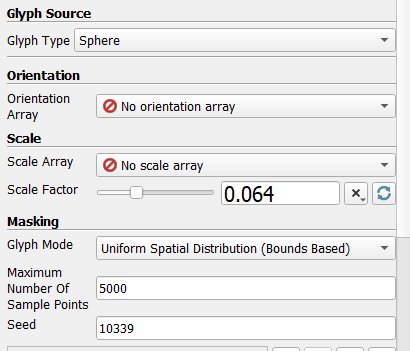 Glyph Source
Glyph Type Sphere
Orientation
Orientation
Array
No orientation array
Scale
Scale Array No scale array
Scale Factor 0.064
Masking
Glyph Mode Uniform Spatial Distribution (Bounds Based)
Maximum
Number Of
Sample Points
5000
Seed 10339